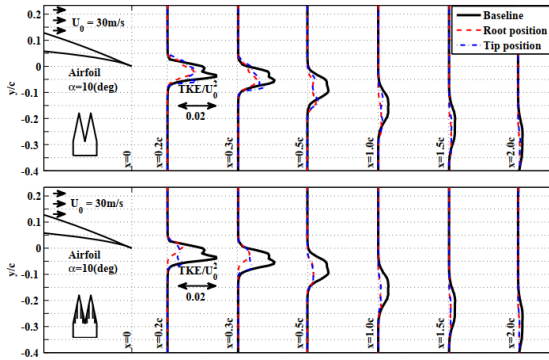 0.2
0.1
0
-0.1
-0.2
-0.3
-0.4
y/c
U0 = 30m/s
Airfoil
α=10(deg)
TKE/U0^2
0.02
x=0
x=0.2c
x=0.3c
x=0.5c
x=1.0c
x=1.5c
x=2.0c
Baseline
Root position
Tip position
0.2
0.1
0
-0.1
-0.2
-0.3
-0.4
y/c
U0 = 30m/s
Airfoil
α=10(deg)
TKE/U0^2
0.02
x=0
x=0.2c
x=0.3c
x=0.5c
x=1.0c
x=1.5c
x=2.0c